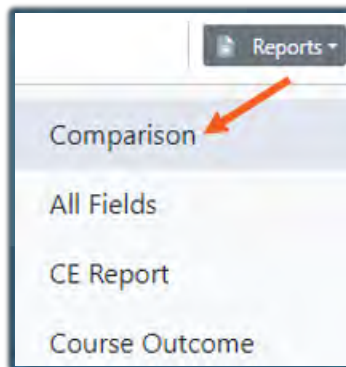 Reports
Comparison
All Fields
CE Report
Course Outcome